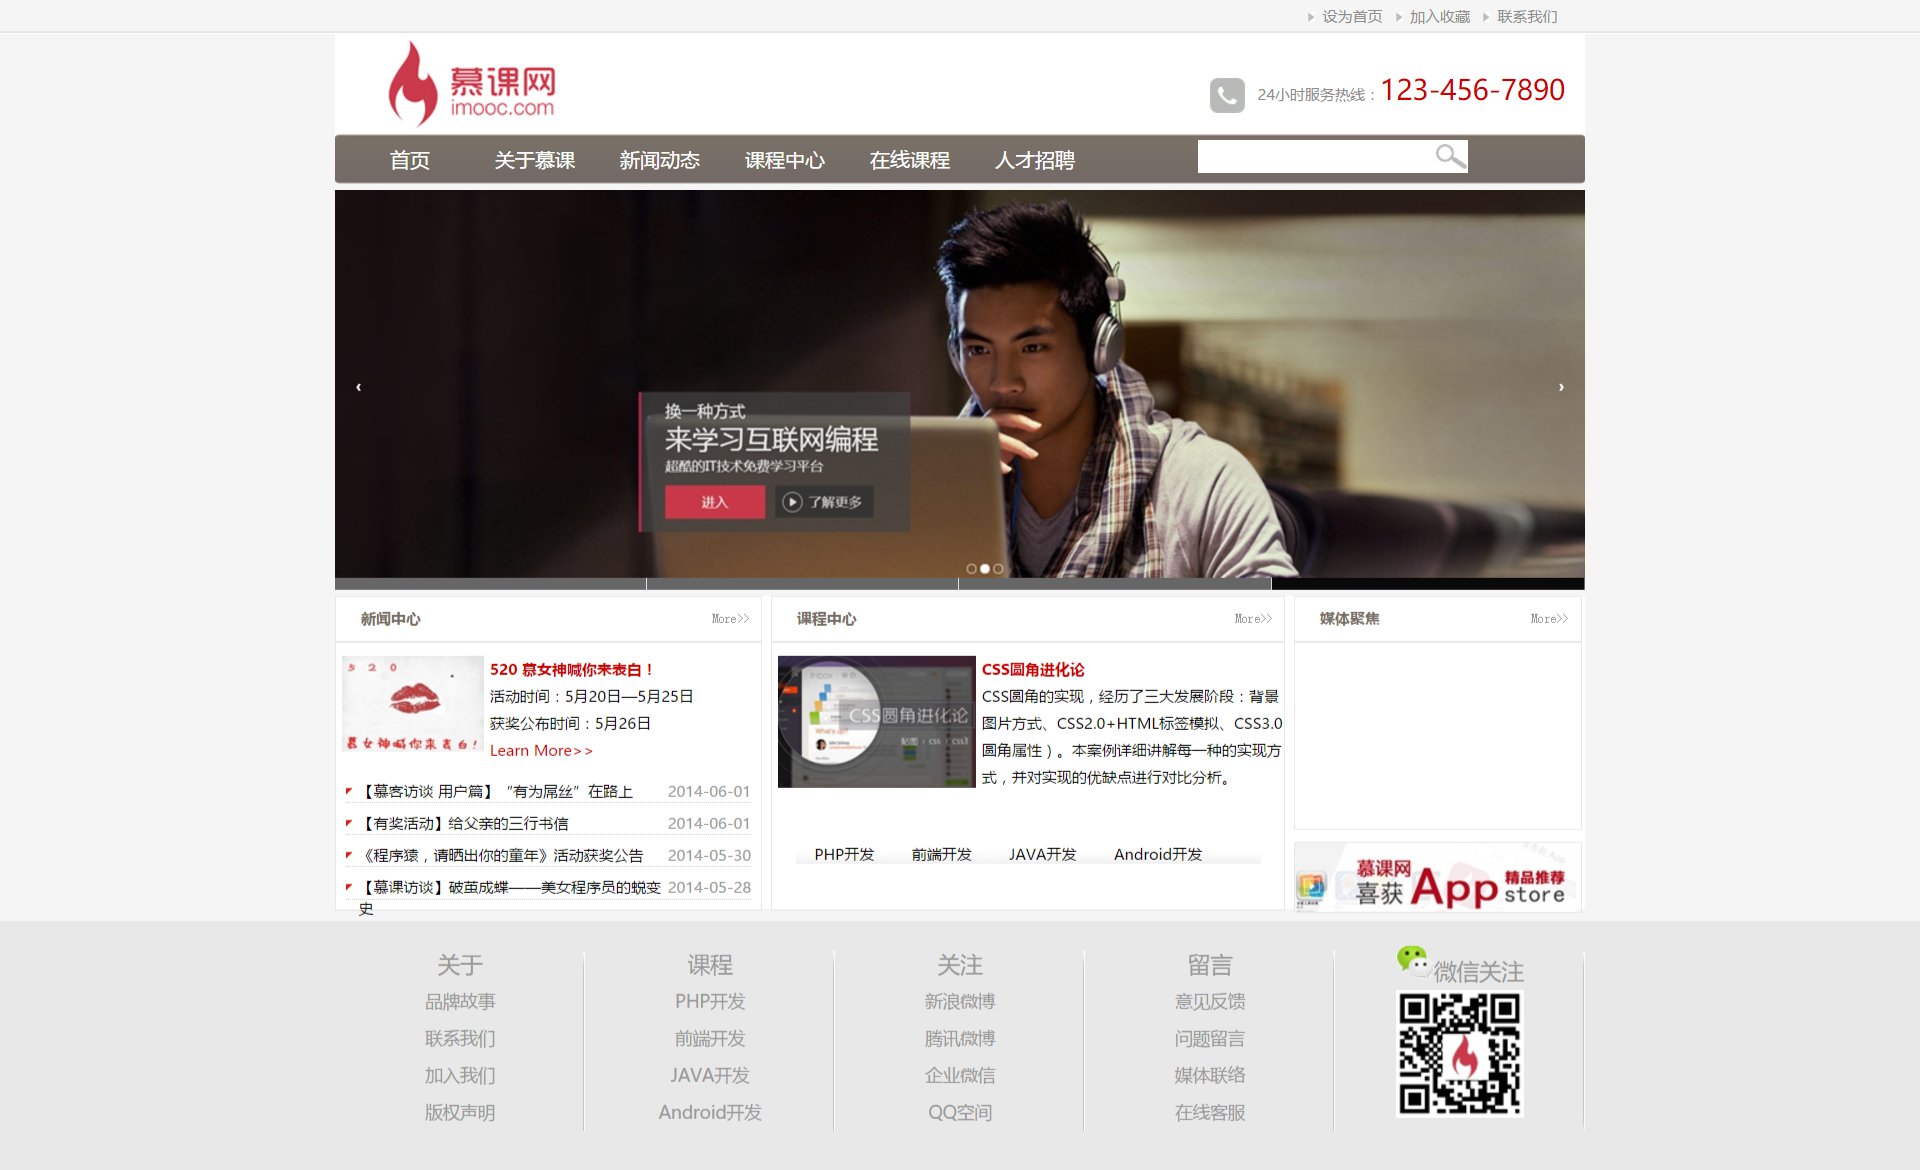 设为首页 加入收藏 联系我们
慕课网
imooc.com
24小时服务热线：123-456-7890
首页 关于慕课 新闻动态 课程中心 在线课程 人才招聘
‹ ›
换一种方式
来学习互联网编程
超酷的IT技术免费学习平台
进入 了解更多
新闻中心 More>>
520
慕女神喊你来表白!
520 慕女神喊你来表白！
活动时间：5月20日—5月25日
获奖公布时间：5月26日
Learn More>>
【慕客访谈 用户篇】“有为屌丝”在路上 2014-06-01
【有奖活动】给父亲的三行书信 2014-06-01
《程序猿，请晒出你的童年》活动获奖公告 2014-05-30
【慕课访谈】破茧成蝶——美女程序员的蜕变 2014-05-28
史
课程中心 More>>
Inbox
CSS圆角进化论
What's up?
贴图 | css | css3
CSS圆角进化论
CSS圆角的实现，经历了三大发展阶段：背景
图片方式、CSS2.0+HTML标签模拟、CSS3.0
圆角属性）。本案例详细讲解每一种的实现方
式，并对实现的优缺点进行对比分析。
PHP开发 前端开发 JAVA开发 Android开发
媒体聚焦 More>>
慕课网
喜获 App 精品推荐
store
关于
品牌故事
联系我们
加入我们
版权声明
课程
PHP开发
前端开发
JAVA开发
Android开发
关注
新浪微博
腾讯微博
企业微信
QQ空间
留言
意见反馈
问题留言
媒体联络
在线客服
微信关注